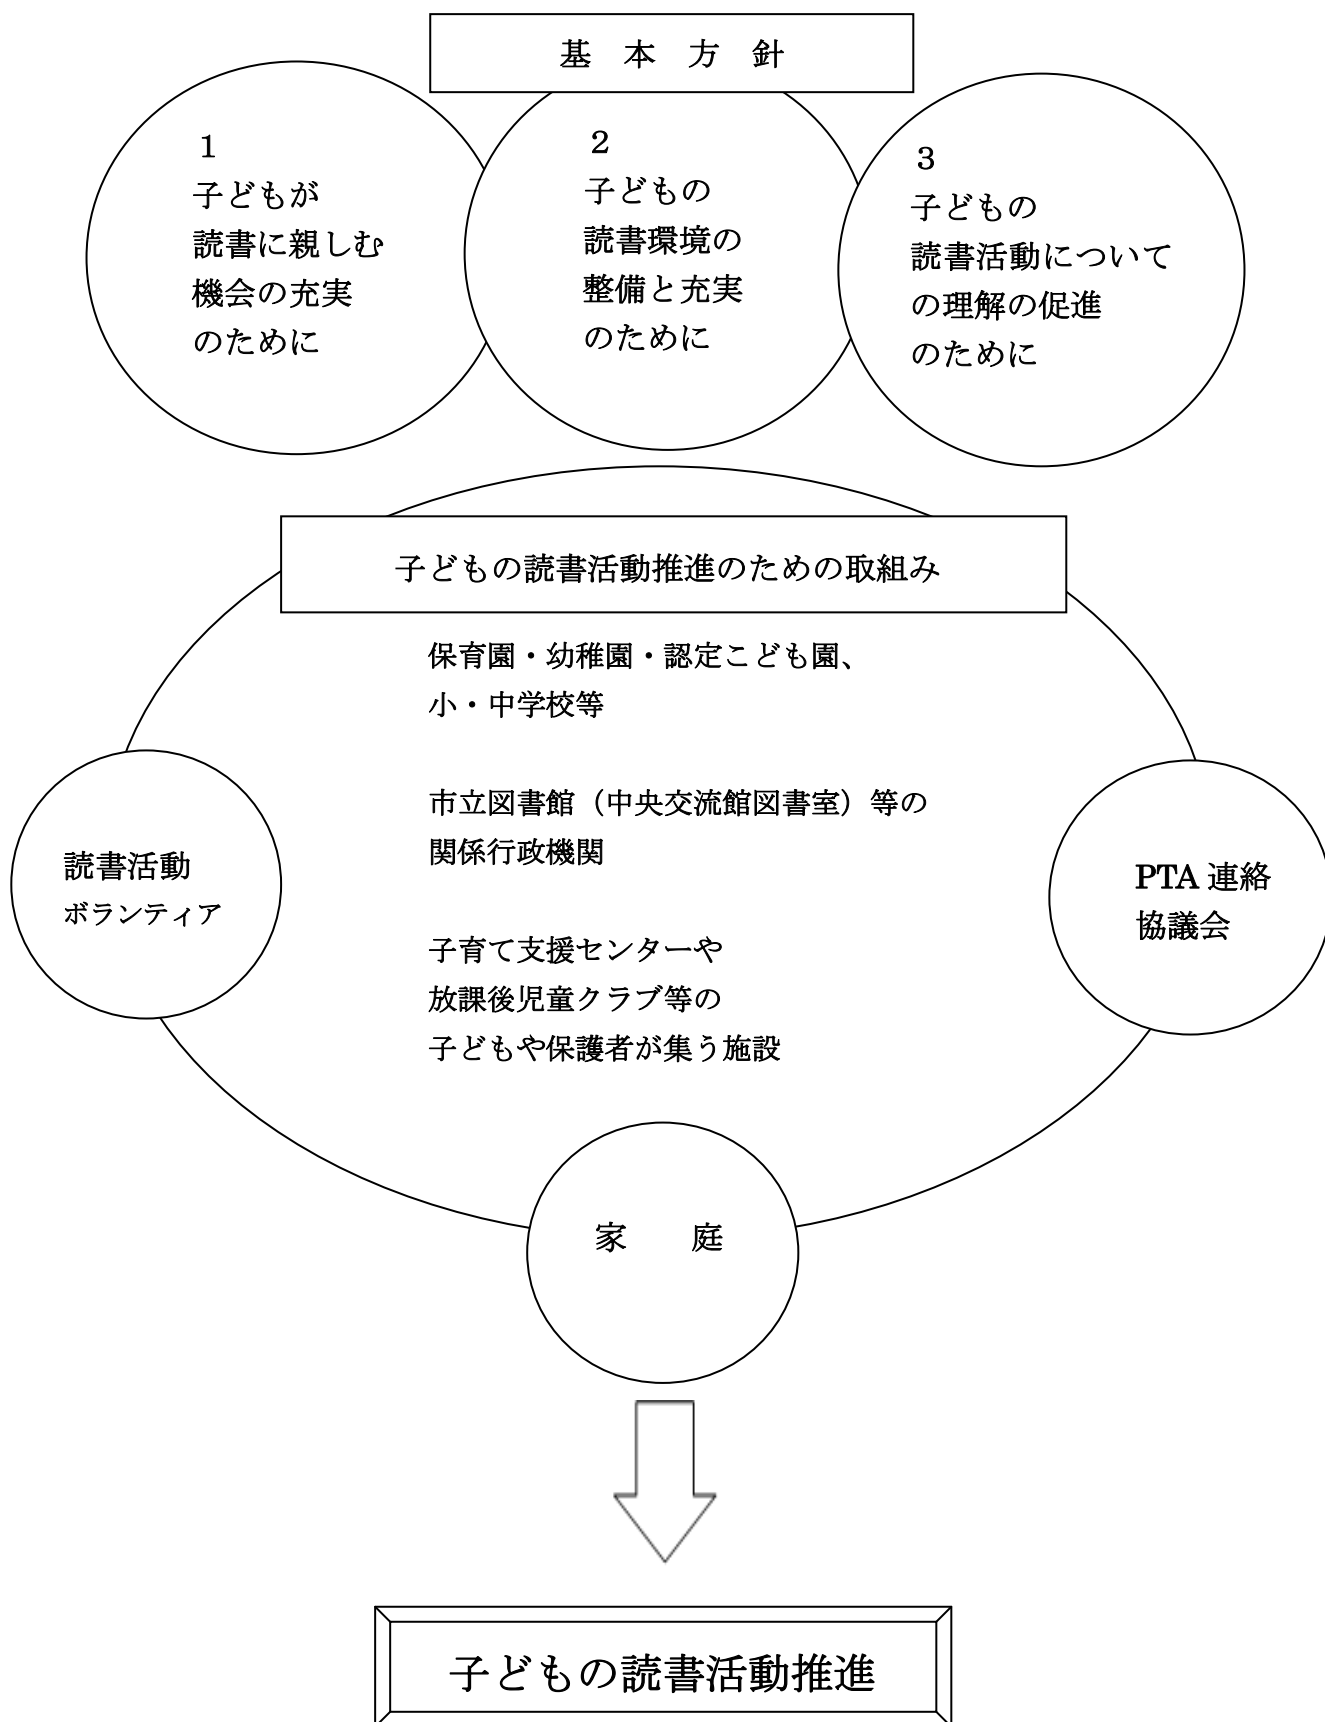 基　本　方　針
１
子どもが
読書に親しむ
機会の充実
のために
２
子どもの
読書環境の
整備と充実
のために
３
子どもの
読書活動について
の理解の促進
のために
子どもの読書活動推進のための取組み
保育園・幼稚園・認定こども園、
小・中学校等
市立図書館（中央交流館図書室）等の
関係行政機関
子育て支援センターや
放課後児童クラブ等の
子どもや保護者が集う施設
読書活動
ボランティア
PTA 連絡
協議会
家　　庭
子どもの読書活動推進